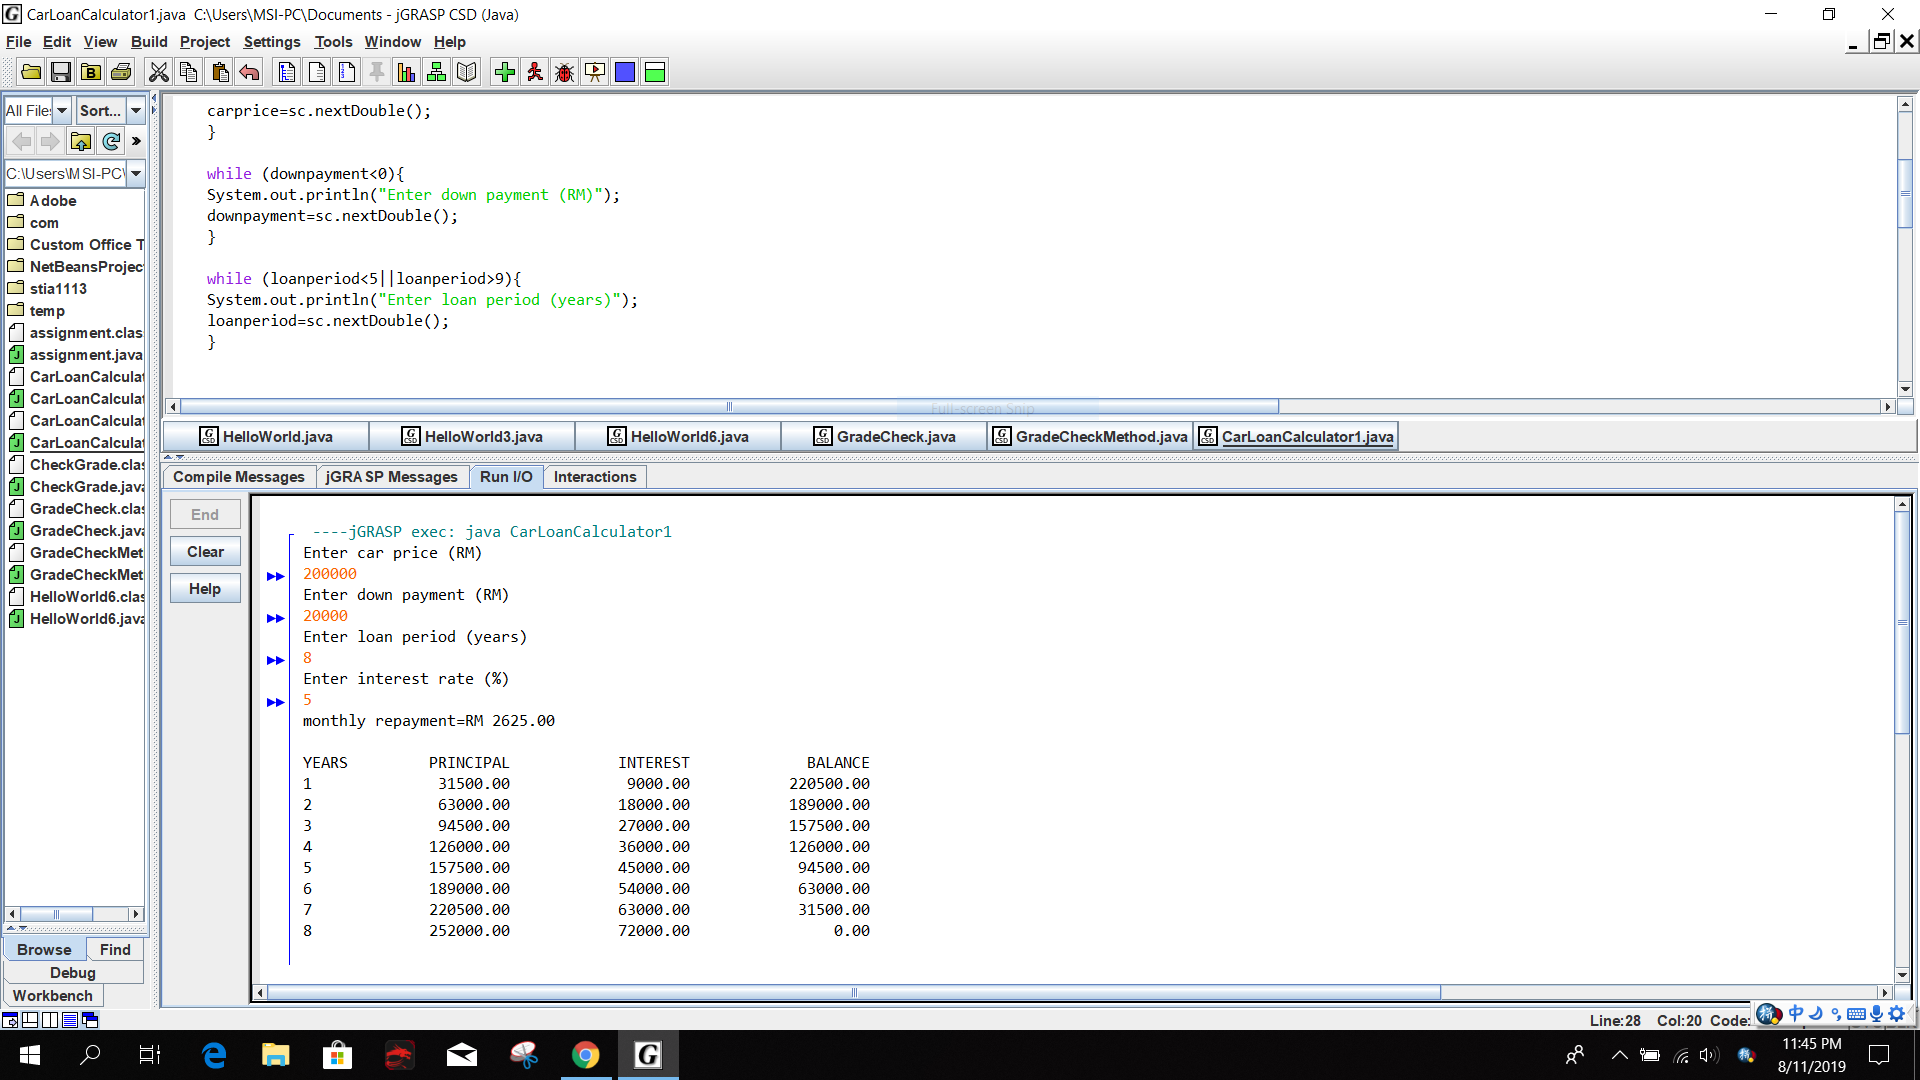 CarLoanCalculator1.java  C:\Users\MSI-PC\Documents - jGRASP CSD (Java)
File Edit View Build Project Settings Tools Window Help
All File: Sort...
C:\Users\MSI-PC\
Adobe
com
Custom Office T
NetBeansProjec
stia1113
temp
assignment.clas
assignment.java
CarLoanCalculat
CarLoanCalculat
CarLoanCalculat
CarLoanCalculat
CheckGrade.clas
CheckGrade.java
GradeCheck.clas
GradeCheck.java
GradeCheckMet
GradeCheckMet
HelloWorld6.clas
HelloWorld6.java
Browse Find
Debug
Workbench
carprice=sc.nextDouble();
}
while (downpayment<0){
System.out.println("Enter down payment (RM)");
downpayment=sc.nextDouble();
}
while (loanperiod<5||loanperiod>9){
System.out.println("Enter loan period (years)");
loanperiod=sc.nextDouble();
}
Full-screen Snip
HelloWorld.java HelloWorld3.java HelloWorld6.java GradeCheck.java GradeCheckMethod.java CarLoanCalculator1.java
Compile Messages jGRASP Messages Run I/O Interactions
End
Clear
Help
----jGRASP exec: java CarLoanCalculator1
Enter car price (RM)
200000
Enter down payment (RM)
20000
Enter loan period (years)
8
Enter interest rate (%)
5
monthly repayment=RM 2625.00
YEARS PRINCIPAL INTEREST BALANCE
1 31500.00 9000.00 220500.00
2 63000.00 18000.00 189000.00
3 94500.00 27000.00 157500.00
4 126000.00 36000.00 126000.00
5 157500.00 45000.00 94500.00
6 189000.00 54000.00 63000.00
7 220500.00 63000.00 31500.00
8 252000.00 72000.00 0.00
Line:28 Col:20 Code:
中
11:45 PM
8/11/2019